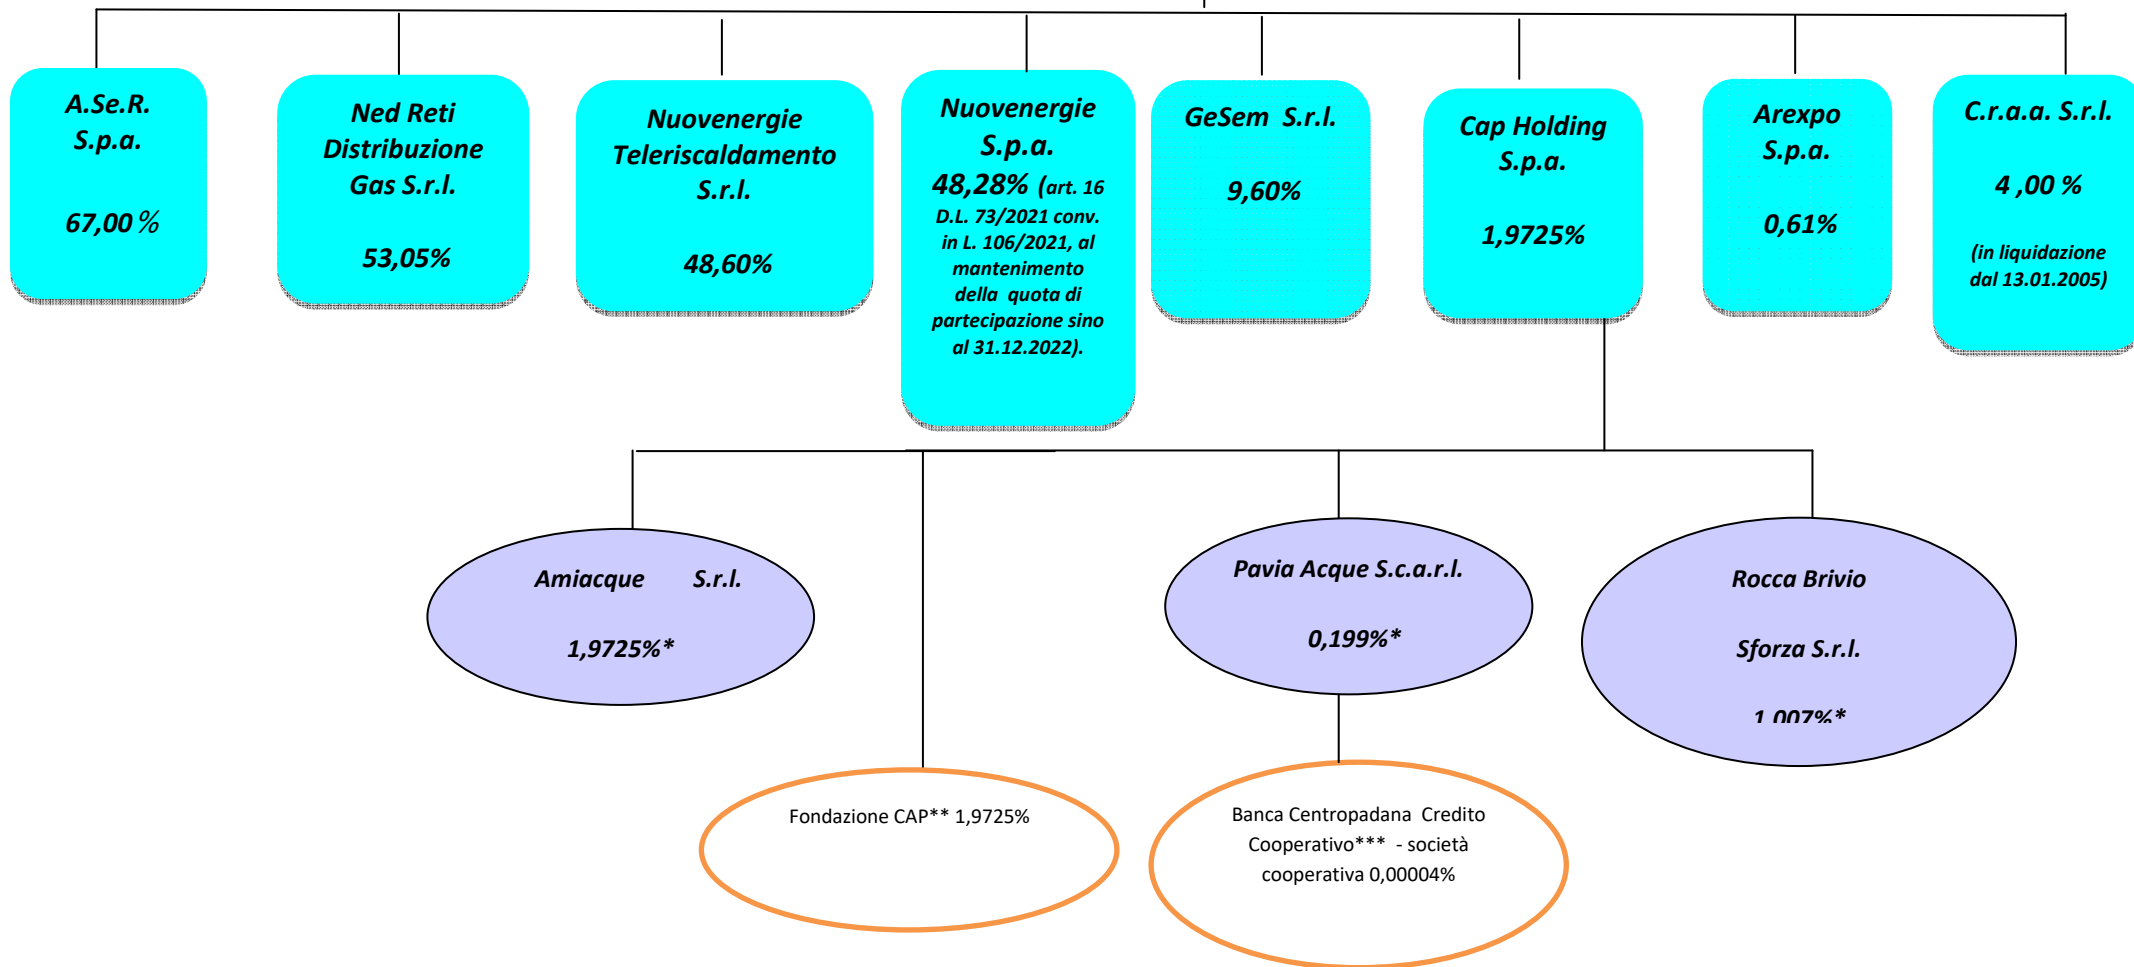 A.Se.R.
S.p.a.
67,00 %
Ned Reti
Distribuzione
Gas S.r.l.
53,05%
Nuovenergie
Teleriscaldamento
S.r.l.
48,60%
Nuovenergie
S.p.a.
48,28% (art. 16
D.L. 73/2021 conv.
in L. 106/2021, al
mantenimento
della quota di
partecipazione sino
al 31.12.2022).
GeSem S.r.l.
9,60%
Cap Holding
S.p.a.
1,9725%
Arexpo
S.p.a.
0,61%
C.r.a.a. S.r.l.
4 ,00 %
(in liquidazione
dal 13.01.2005)
Amiacque S.r.l.
1,9725%*
Pavia Acque S.c.a.r.l.
0,199%*
Rocca Brivio
Sforza S.r.l.
1,007%*
Fondazione CAP** 1,9725%
Banca Centropadana Credito
Cooperativo*** - società
cooperativa 0,00004%